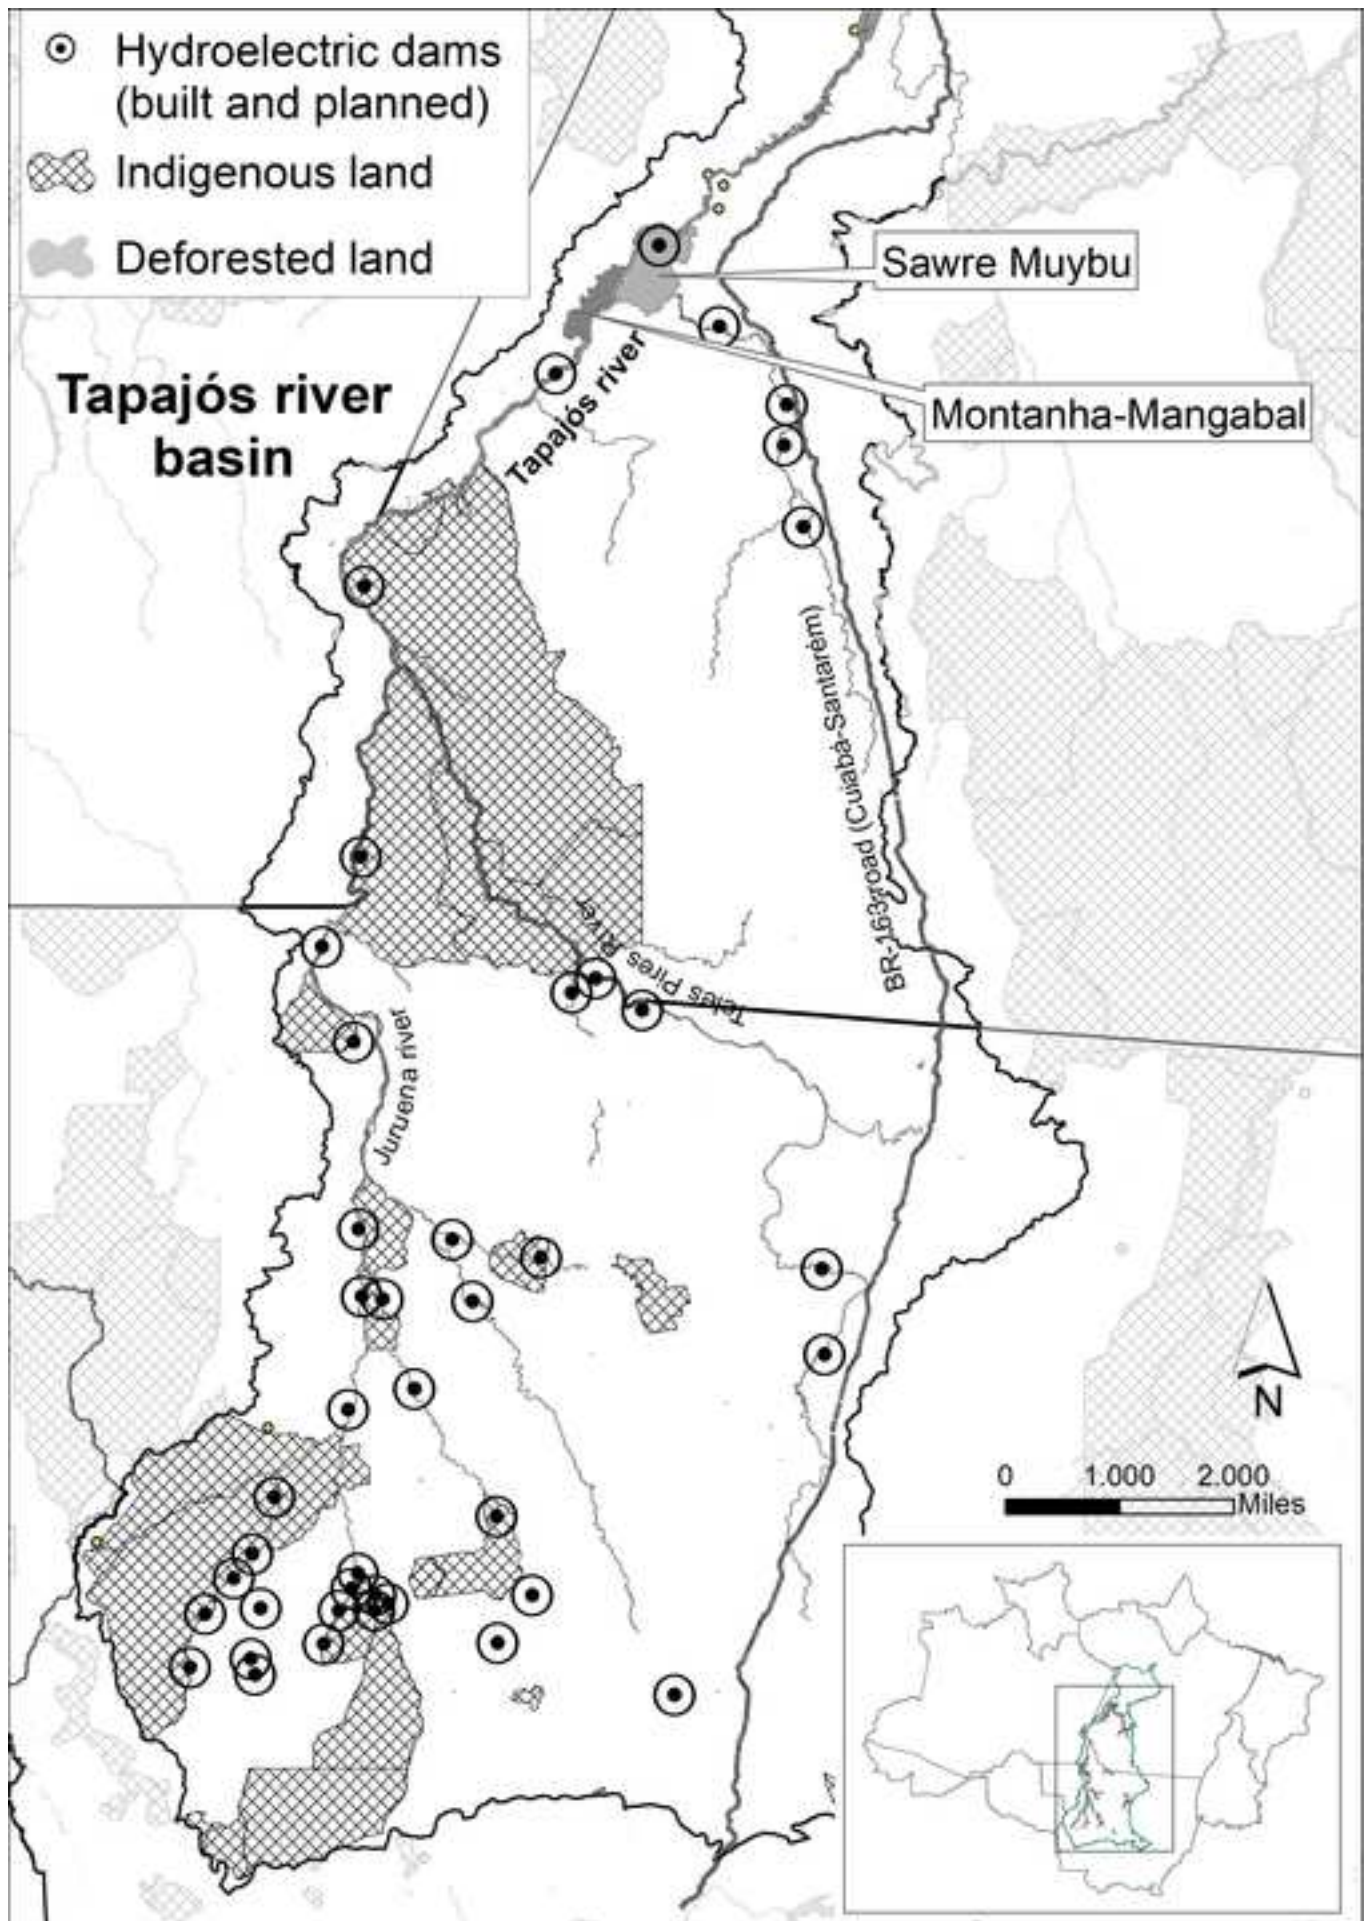 Hydroelectric dams
(built and planned)
Indigenous land
Deforested land
Sawre Muybu
Tapajós river
basin
Tapajós river
Montanha-Mangabal
BR-163 road (Cuiabá-Santarém)
Teles Pires River
Juruena river
N
0 1.000 2.000
Miles